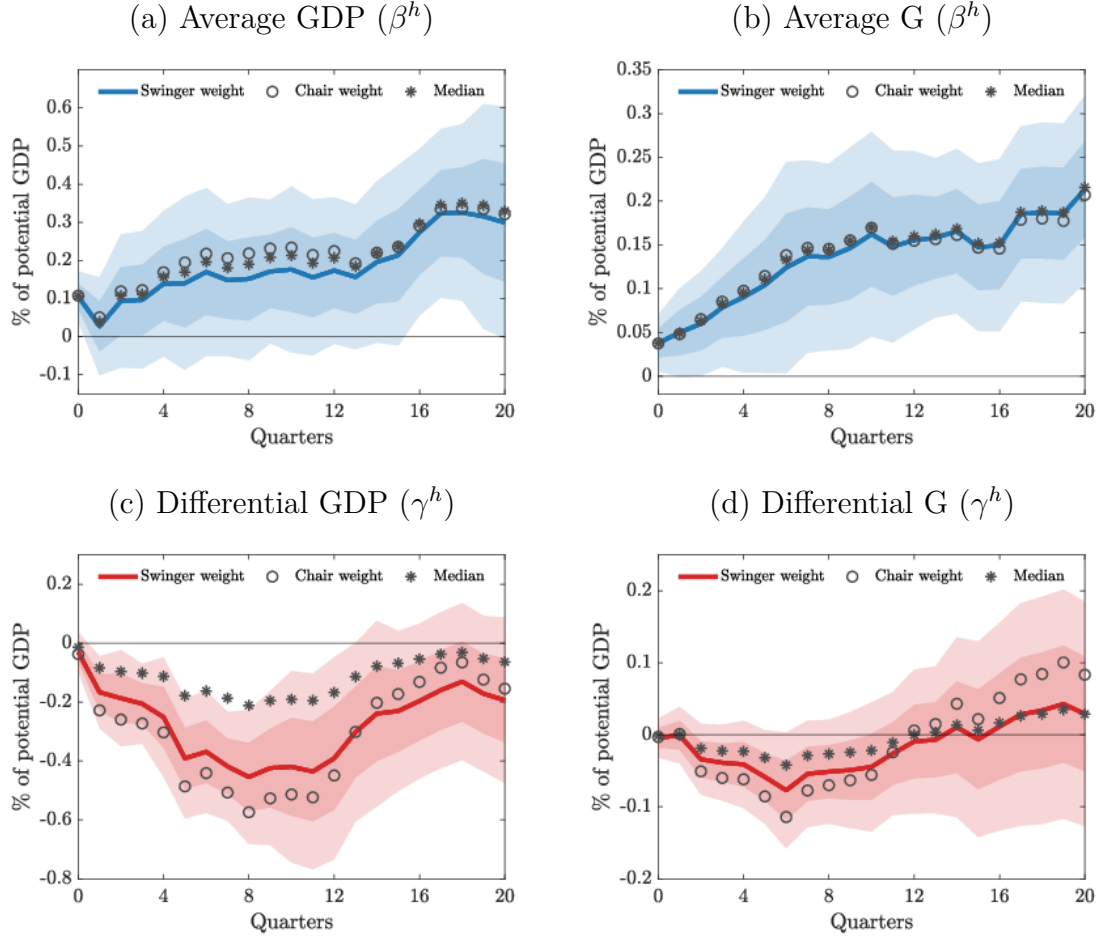 (a) Average GDP (β^h)
% of potential GDP
Swinger weight Chair weight Median
0.6
0.5
0.4
0.3
0.2
0.1
0
-0.1
0 4 8 12 16 20
Quarters
(b) Average G (β^h)
% of potential GDP
0.35
Swinger weight Chair weight Median
0.3
0.25
0.2
0.15
0.1
0.05
0
0 4 8 12 16 20
Quarters
(c) Differential GDP (γ^h)
% of potential GDP
0.2
Swinger weight Chair weight Median
0
-0.2
-0.4
-0.6
-0.8
0 4 8 12 16 20
Quarters
(d) Differential G (γ^h)
% of potential GDP
0.2
Swinger weight Chair weight Median
0.1
0
-0.1
-0.2
0 4 8 12 16 20
Quarters